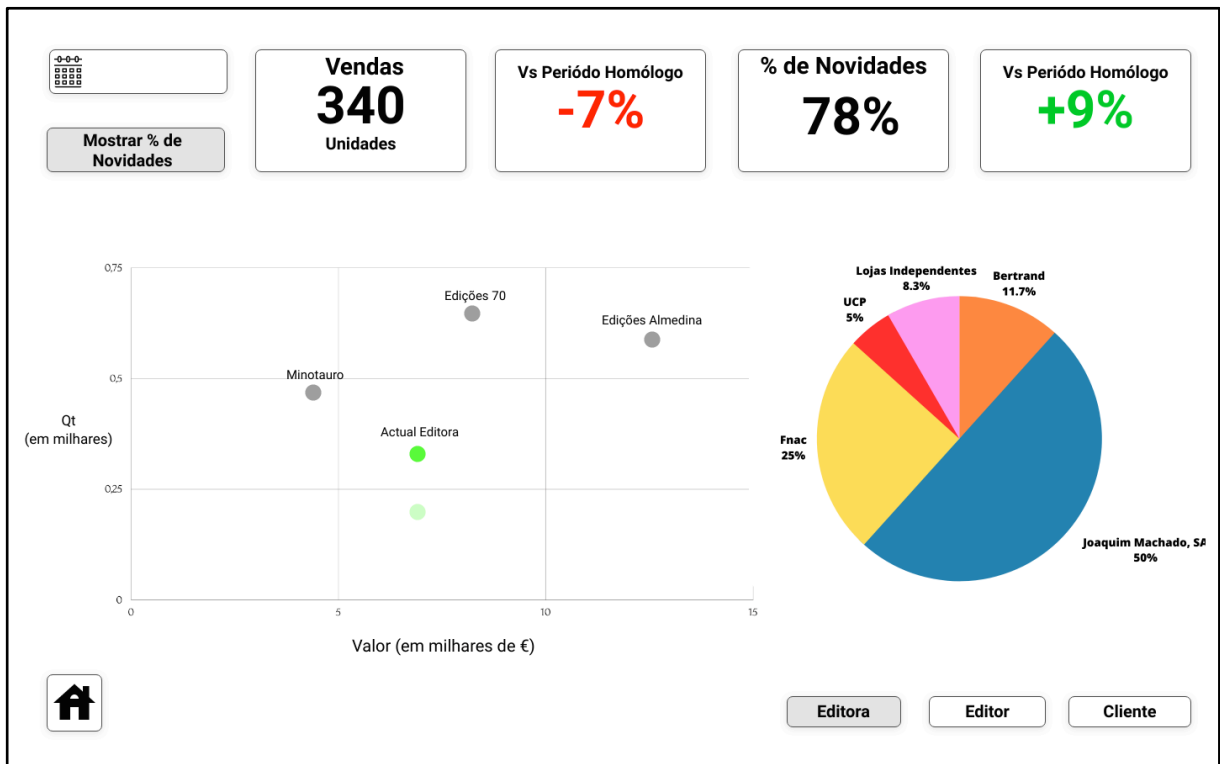 Mostrar % de
Novidades
Vendas
340
Unidades
Vs Periódo Homólogo
-7%
% de Novidades
78%
Vs Periódo Homólogo
+9%
0,75
0,5
0,25
0
0
5
10
15
Qt
(em milhares)
Valor (em milhares de €)
Edições 70
Edições Almedina
Minotauro
Actual Editora
Lojas Independentes
8.3%
Bertrand
11.7%
UCP
5%
Fnac
25%
Joaquim Machado, SA
50%
Editora
Editor
Cliente